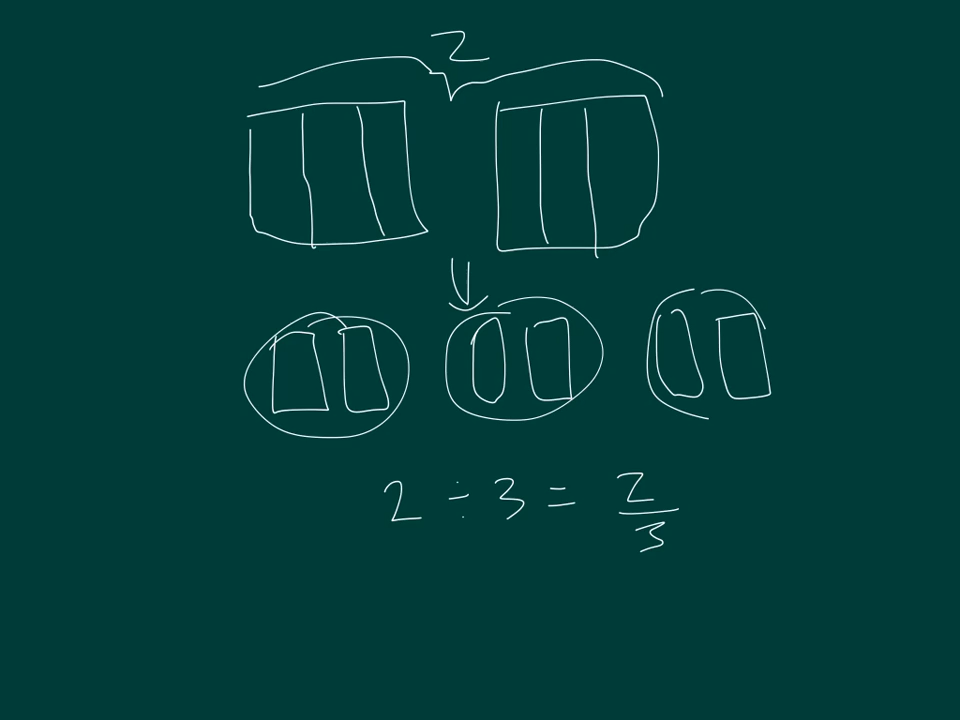 2
2 ÷ 3 = 2/3